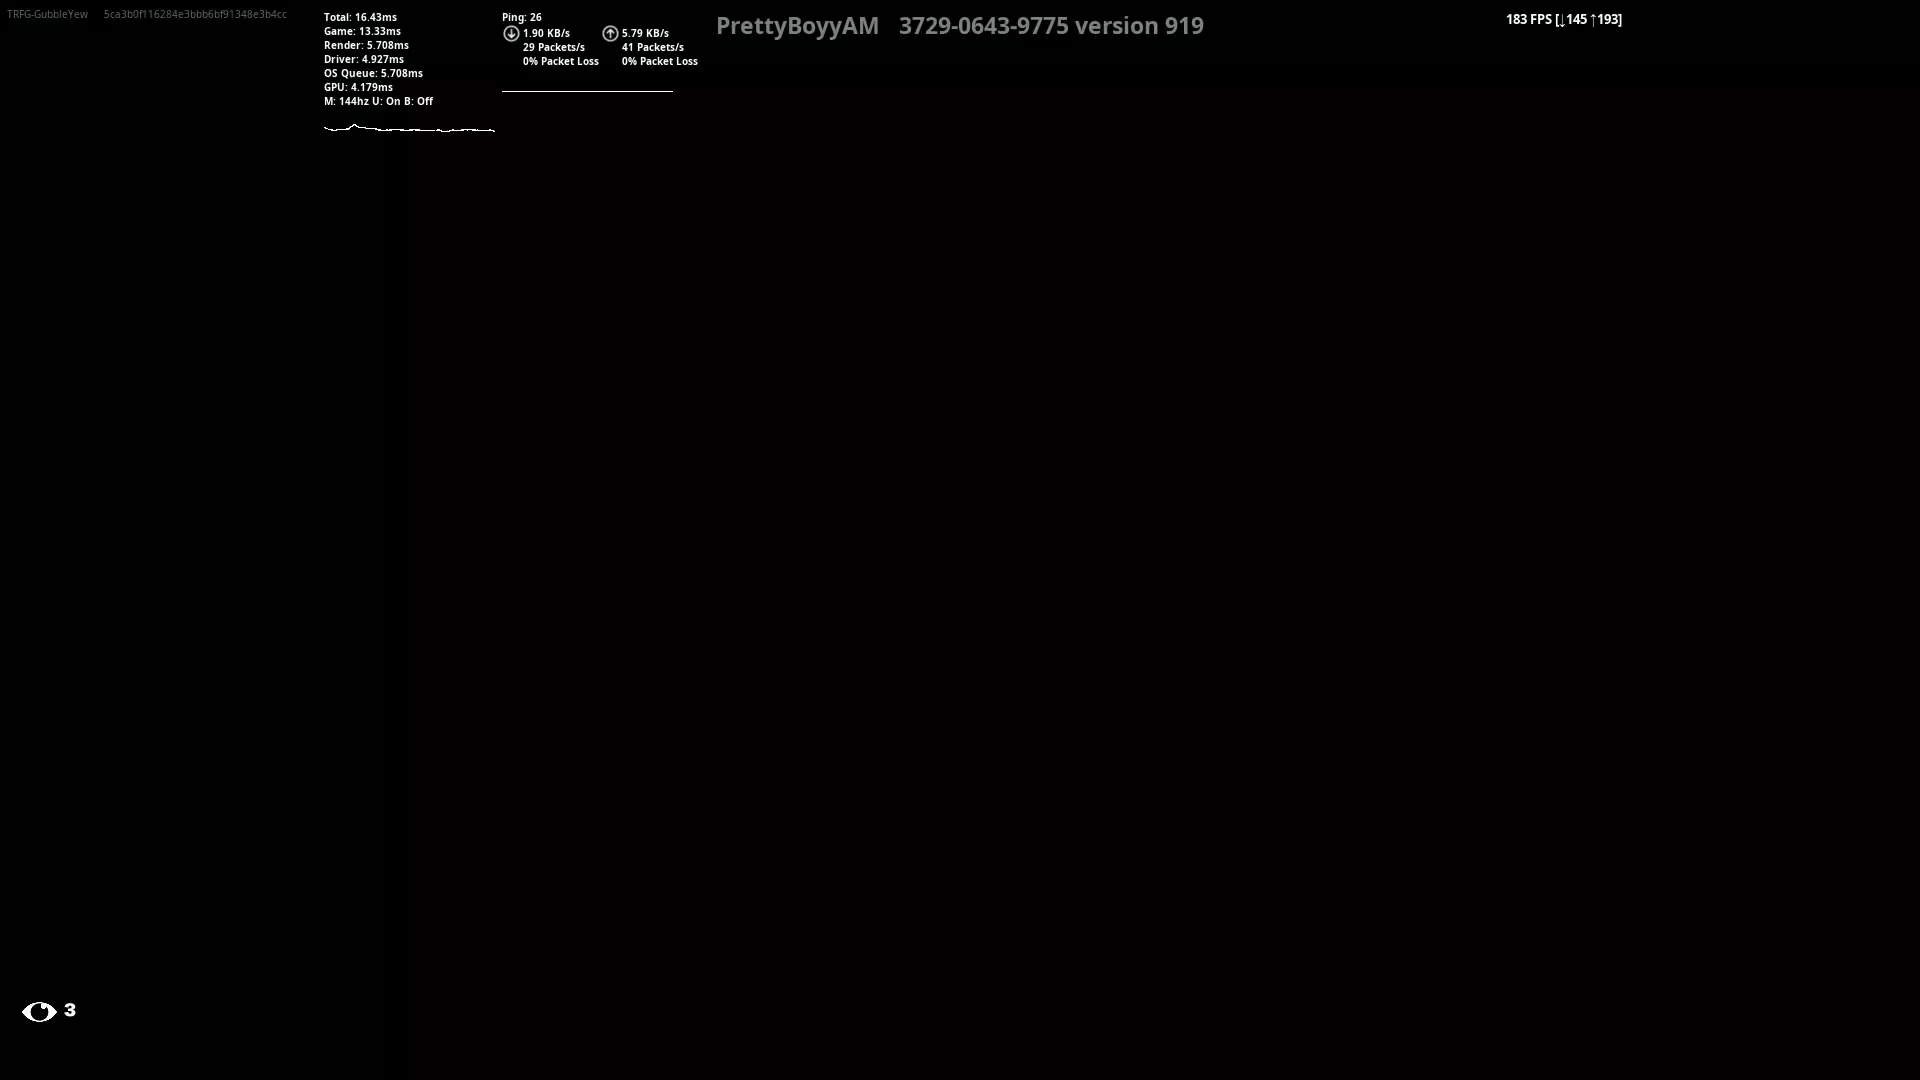 TRFG-GubbleYew 5ca3b0f116284e3bbb6bf91348e3b4cc
Total: 16.43ms
Game: 13.33ms
Render: 5.708ms
Driver: 4.927ms
OS Queue: 5.708ms
GPU: 4.179ms
M: 144hz U: On B: Off
Ping: 26
1.90 KB/s 5.79 KB/s
29 Packets/s 41 Packets/s
0% Packet Loss 0% Packet Loss
PrettyBoyyAM 3729-0643-9775 version 919
183 FPS [↓145 ↑193]
3